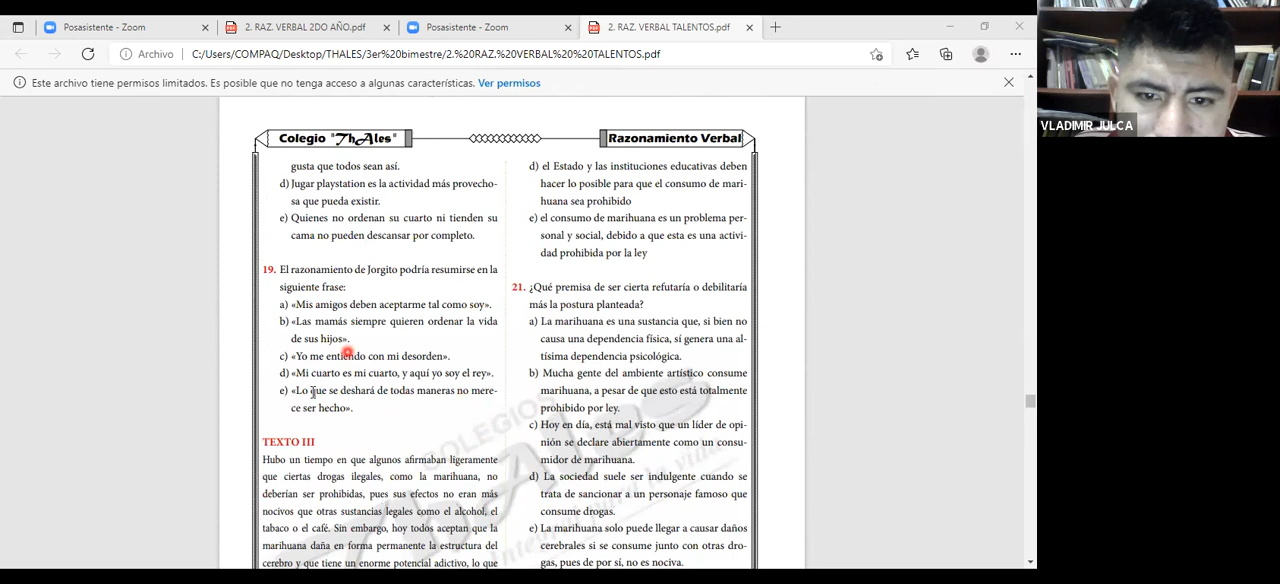 Posasistente - Zoom
2. RAZ. VERBAL 2DO AÑO.pdf
Posasistente - Zoom
2. RAZ. VERBAL TALENTOS.pdf
Archivo
C:/Users/COMPAQ/Desktop/THALES/3er%20bimestre/2.%20RAZ.%20VERBAL%20%20TALENTOS.pdf
Este archivo tiene permisos limitados. Es posible que no tenga acceso a algunas características. Ver permisos
VLADIMIR JULCA
Colegio "ThAles"
Razonamiento Verbal
gusta que todos sean así.
d) Jugar playstation es la actividad más provecho-
sa que pueda existir.
e) Quienes no ordenan su cuarto ni tienden su
cama no pueden descansar por completo.
19. El razonamiento de Jorgito podría resumirse en la
siguiente frase:
a) «Mis amigos deben aceptarme tal como soy».
b) «Las mamás siempre quieren ordenar la vida
de sus hijos».
c) «Yo me entiendo con mi desorden».
d) «Mi cuarto es mi cuarto, y aquí yo soy el rey».
e) «Lo que se deshará de todas maneras no mere-
ce ser hecho».
TEXTO III
Hubo un tiempo en que algunos afirmaban ligeramente
que ciertas drogas ilegales, como la marihuana, no
deberían ser prohibidas, pues sus efectos no eran más
nocivos que otras sustancias legales como el alcohol, el
tabaco o el café. Sin embargo, hoy todos aceptan que la
marihuana daña en forma permanente la estructura del
cerebro y que tiene un enorme potencial adictivo, lo que
d) el Estado y las instituciones educativas deben
hacer lo posible para que el consumo de mari-
huana sea prohibido
e) el consumo de marihuana es un problema per-
sonal y social, debido a que esta es una activi-
dad prohibida por la ley
21. ¿Qué premisa de ser cierta refutaría o debilitaría
más la postura planteada?
a) La marihuana es una sustancia que, si bien no
causa una dependencia física, sí genera una al-
tísima dependencia psicológica.
b) Mucha gente del ambiente artístico consume
marihuana, a pesar de que esto está totalmente
prohibido por ley.
c) Hoy en día, está mal visto que un líder de opi-
nión se declare abiertamente como un consu-
midor de marihuana.
d) La sociedad suele ser indulgente cuando se
trata de sancionar a un personaje famoso que
consume drogas.
e) La marihuana solo puede llegar a causar daños
cerebrales si se consume junto con otras dro-
gas, pues de por sí, no es nociva.
COLEGIOS